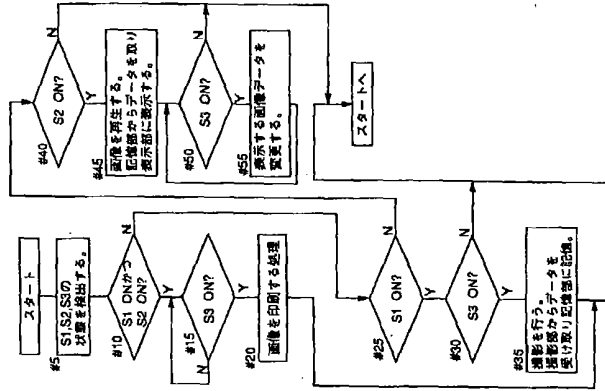 スタート
#5
S1,S2,S3の
状態を検出する。
#10
S1 ONかつ
S2 ON?
N
Y
#15
S3 ON?
N
Y
#20
画像を印刷する処理
#25
S1 ON?
N
Y
#30
S3 ON?
N
Y
#35
撮影を行う。
撮影部からデータを
受け取り記憶部に記憶。
#40
S2 ON?
N
Y
#45
画像を再生する。
記憶部からデータを取り
表示部に表示する。
#50
S3 ON?
N
Y
#55
表示する画像データを
変更する。
スタートへ